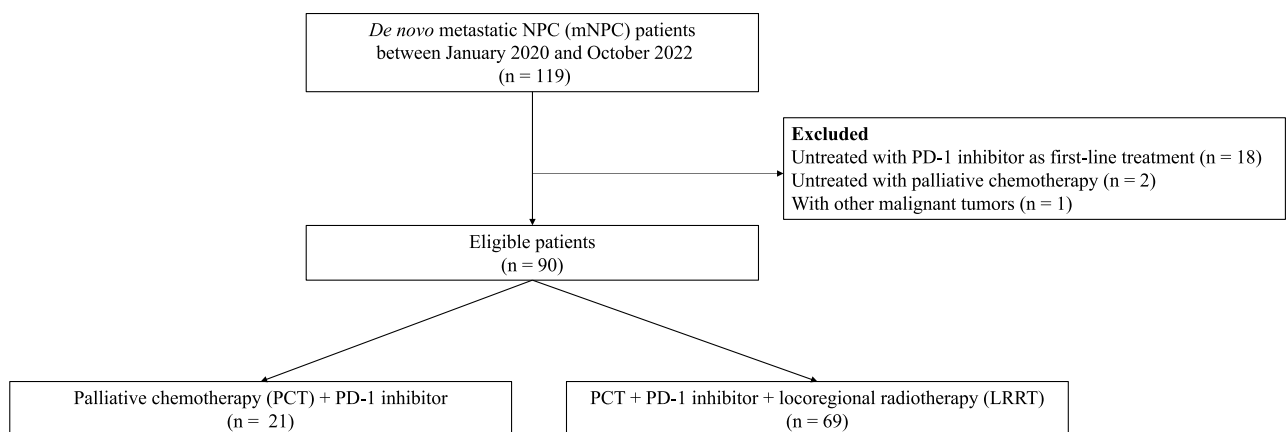 De novo metastatic NPC (mNPC) patients
between January 2020 and October 2022
(n = 119)
Excluded
Untreated with PD-1 inhibitor as first-line treatment (n = 18)
Untreated with palliative chemotherapy (n = 2)
With other malignant tumors (n = 1)
Eligible patients
(n = 90)
Palliative chemotherapy (PCT) + PD-1 inhibitor
(n =  21)
PCT + PD-1 inhibitor + locoregional radiotherapy (LRRT)
(n = 69)